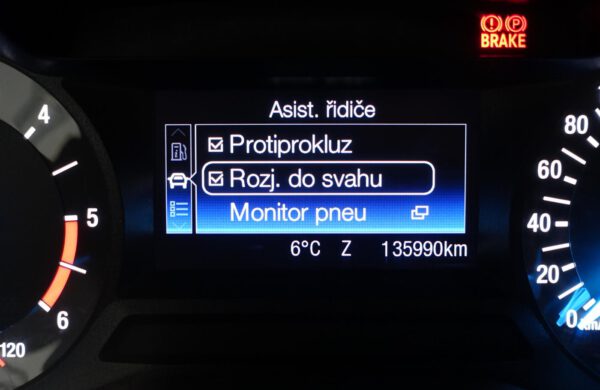 BRAKE
Asist. řidiče
Protiprokluz
Rozj. do svahu
Monitor pneu
6°C Z 135990km
4
5
6
120
80
60
40
20
0
km/